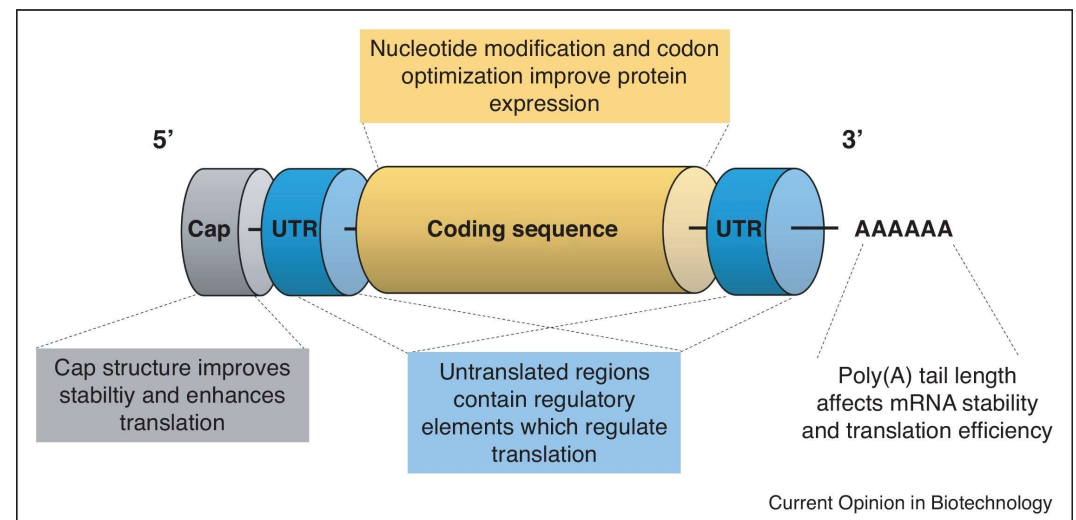 Nucleotide modification and codon
optimization improve protein
expression
5’
3’
Cap
UTR
Coding sequence
UTR
AAAAAA
Cap structure improves
stabiltiy and enhances
translation
Untranslated regions
contain regulatory
elements which regulate
translation
Poly(A) tail length
affects mRNA stability
and translation efficiency
Current Opinion in Biotechnology